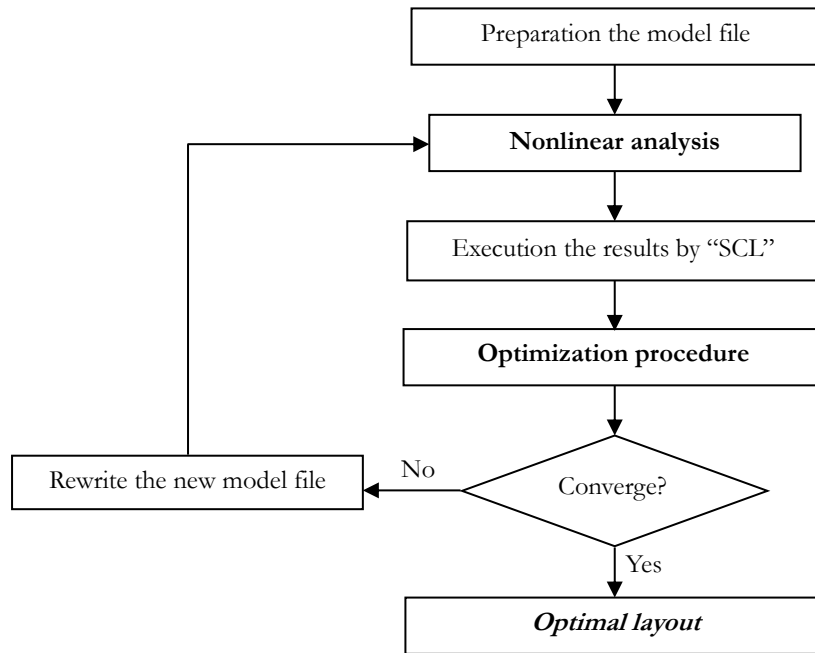 Preparation the model file
Nonlinear analysis
Execution the results by “SCL”
Optimization procedure
Converge?
No
Rewrite the new model file
Yes
Optimal layout